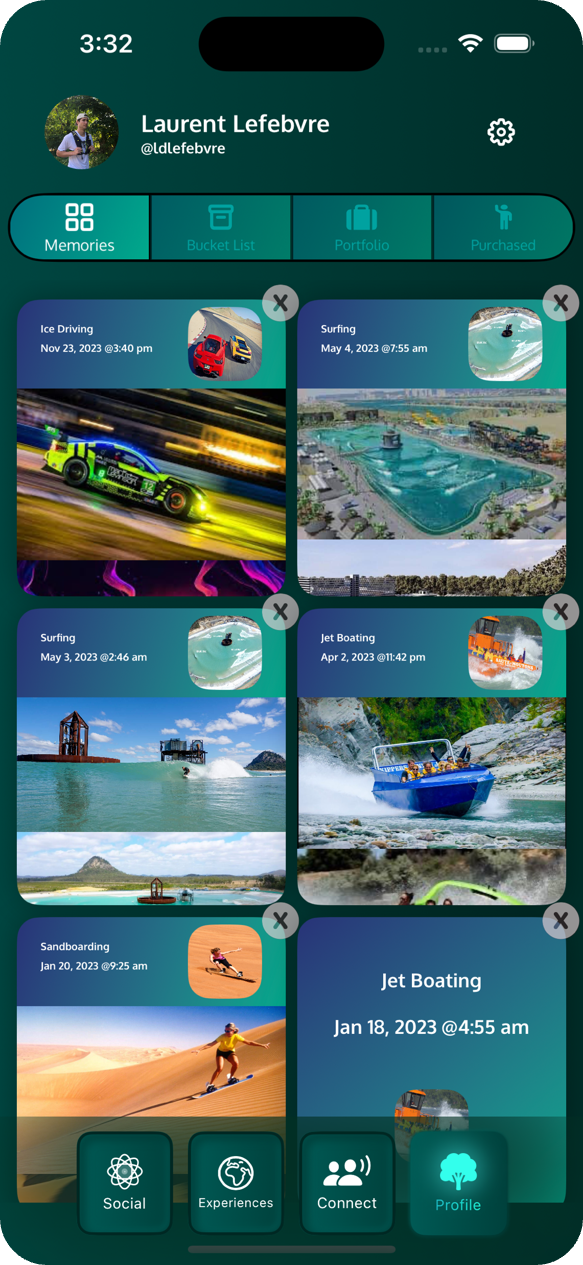 3:32
Laurent Lefebvre
@ldlefebvre
Memories
Bucket List
Portfolio
Purchased
X
X
Ice Driving
Nov 23, 2023 @3:40 pm
Surfing
May 4, 2023 @7:55 am
12
X
X
Surfing
May 3, 2023 @2:46 am
Jet Boating
Apr 2, 2023 @11:42 pm
X
X
Sandboarding
Jan 20, 2023 @9:25 am
Jet Boating
Jan 18, 2023 @4:55 am
Social
Experiences
Connect
Profile